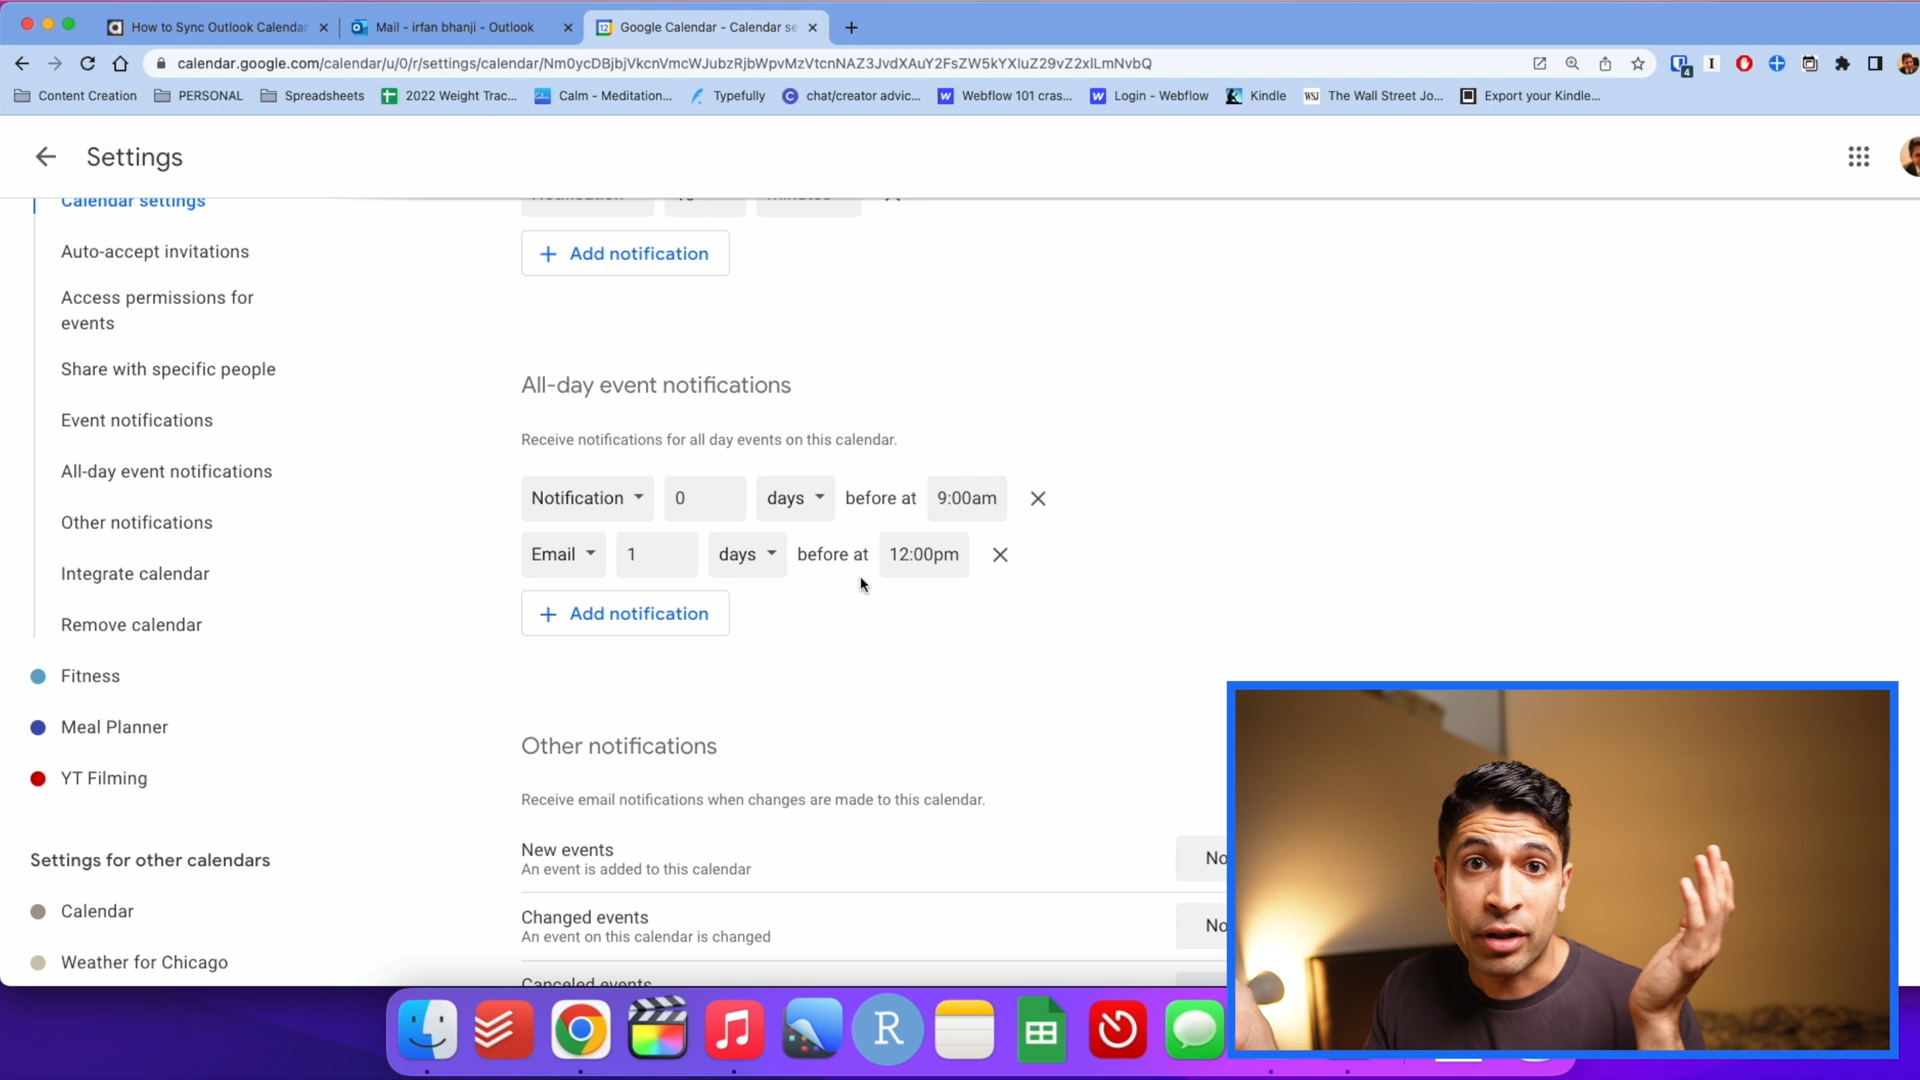 How to Sync Outlook Calenda
Mail - irfan bhanji - Outlook
Google Calendar - Calendar se
calendar.google.com/calendar/u/0/r/settings/calendar/
Content Creation
PERSONAL
Spreadsheets
2022 Weight Trac...
Calm - Meditation...
Typefully
chat/creator advic...
Webflow 101 cras...
Login - Webflow
Kindle
WSJ
The Wall Street Jo...
Export your Kindle...
Settings
Calendar settings
Auto-accept invitations
Access permissions for
events
Share with specific people
Event notifications
All-day event notifications
Other notifications
Integrate calendar
Remove calendar
Fitness
Meal Planner
YT Filming
Settings for other calendars
Calendar
Weather for Chicago
+ Add notification
All-day event notifications
Receive notifications for all day events on this calendar.
Notification 0 days before at 9:00am
Email 1 days before at 12:00pm
+ Add notification
Other notifications
Receive email notifications when changes are made to this calendar.
New events
An event is added to this calendar
No
Changed events
An event on this calendar is changed
No
Canceled events
R